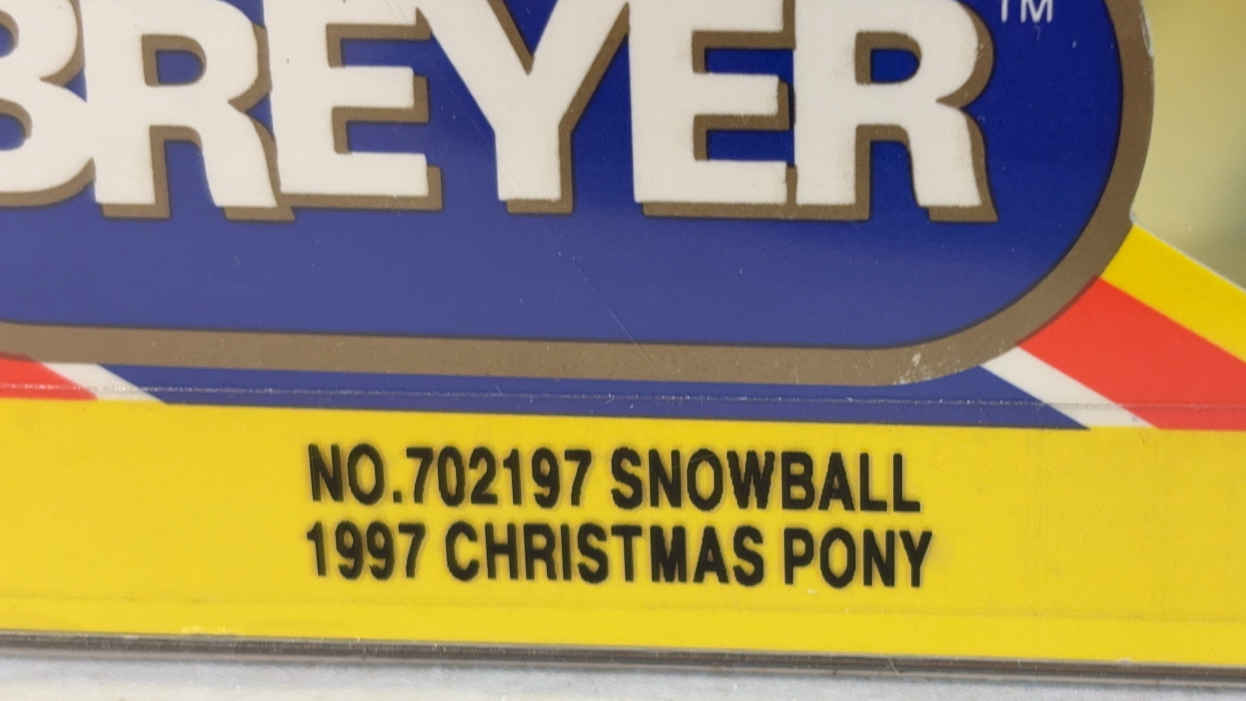 BREYER™
NO.702197 SNOWBALL
1997 CHRISTMAS PONY